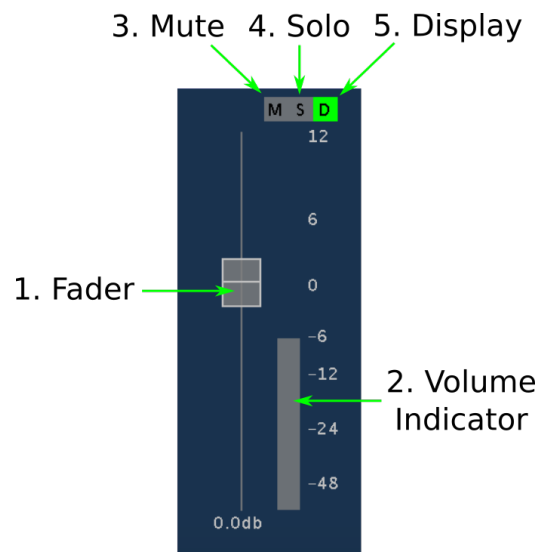 3. Mute 4. Solo 5. Display
M S D
12
6
0
1. Fader
-6
-12
2. Volume
Indicator
-24
-48
0.0db